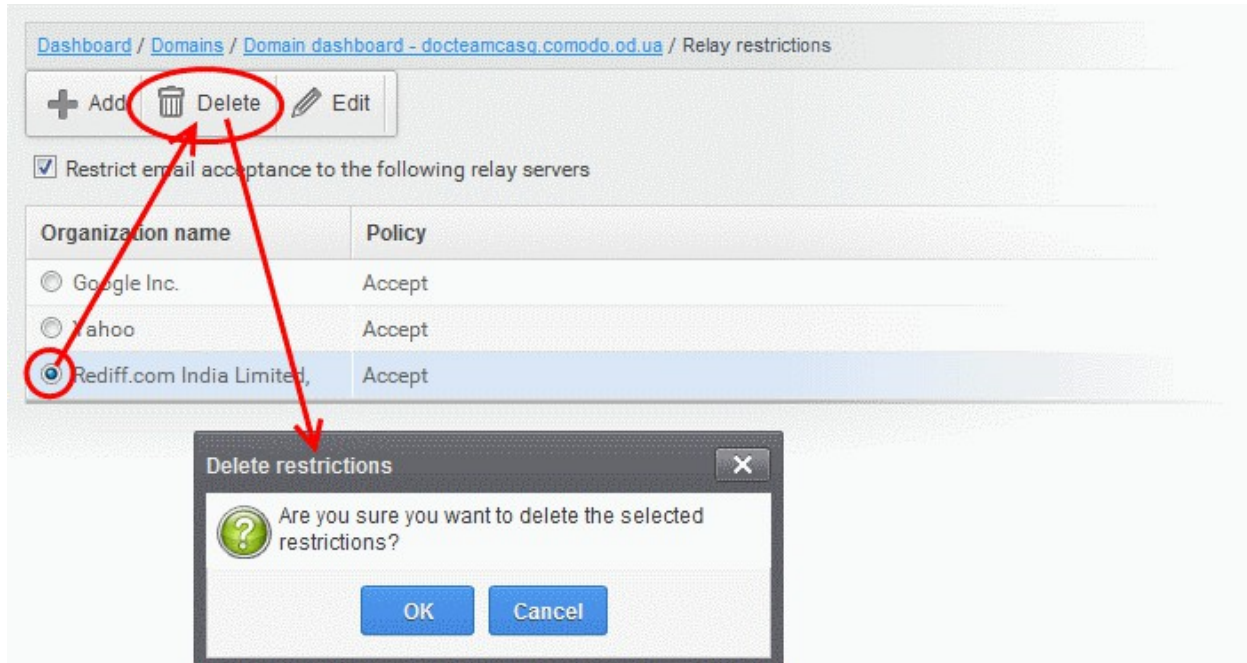 Dashboard / Domains / Domain dashboard - docteamcasg.comodo.od.ua / Relay restrictions
Add Delete Edit
Restrict email acceptance to the following relay servers
Organization name Policy
Google Inc. Accept
Yahoo Accept
Rediff.com India Limited, Accept
Delete restrictions
Are you sure you want to delete the selected
restrictions?
OK Cancel